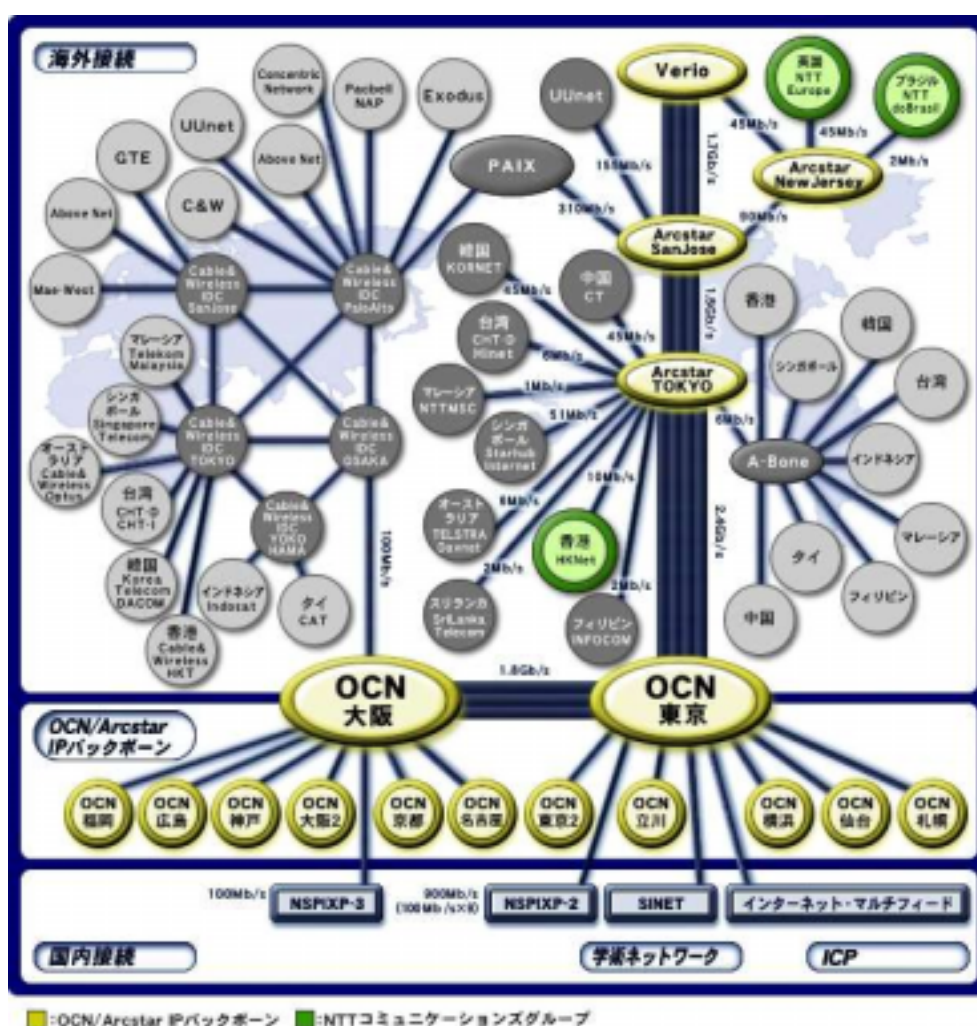 海外接続
Concentric
Network
Pacbell
NAP
Exodus
UUnet
GTE
Above Net
C&W
Above Net
Mae-West
PAIX
UUnet
Verio
英国
NTT
Europe
ブラジル
NTT
doBrasil
45Mb/s
45Mb/s
2Mb/s
1.7Gb/s
155Mb/s
310Mb/s
90Mb/s
Arcstar
NewJersey
Arcstar
SanJose
Cable&
Wireless
IDC
SanJose
Cable&
Wireless
IDC
PaloAlto
韓国
KORNET
中国
CT
45Mb/s
45Mb/s
台湾
CHT-D
Hinet
6Mb/s
マレーシア
NTTMSC
1Mb/s
シンガ
ポール
Starhub
Internet
51Mb/s
Arcstar
TOKYO
香港
シンガポール
韓国
台湾
インドネシア
マレーシア
フィリピン
タイ
中国
A-Bone
6Mb/s
マレーシア
Telekom
Malaysia
シンガ
ポール
Singapore
Telecom
オースト
ラリア
Cable&
Wireless
Optus
台湾
CHT-D
CHT-I
韓国
Korea
Telecom
DACOM
香港
Cable&
Wireless
HKT
Cable&
Wireless
IDC
TOKYO
Cable&
Wireless
IDC
OSAKA
Cable&
Wireless
IDC
YOKO
HAMA
インドネシア
Indosat
タイ
CAT
100Mb/s
オースト
ラリア
TELSTRA
香港
HKNet
10Mb/s
2Mb/s
2Mb/s
2.4Gb/s
スリランカ
SriLanka
Telecom
フィリピン
INFOCOM
1.8Gb/s
OCN
大阪
OCN
東京
OCN/Arcstar
IPバックボーン
OCN
福岡
OCN
広島
OCN
神戸
OCN
大阪2
OCN
京都
OCN
名古屋
OCN
東京2
OCN
立川
OCN
横浜
OCN
仙台
OCN
札幌
100Mb/s
NSPIXP-3
900Mb/s
NSPIXP-2
SINET
インターネット・マルチフィード
国内接続
学術ネットワーク
ICP
:OCN/Arcstar IPバックボーン
:NTTコミュニケーションズグループ